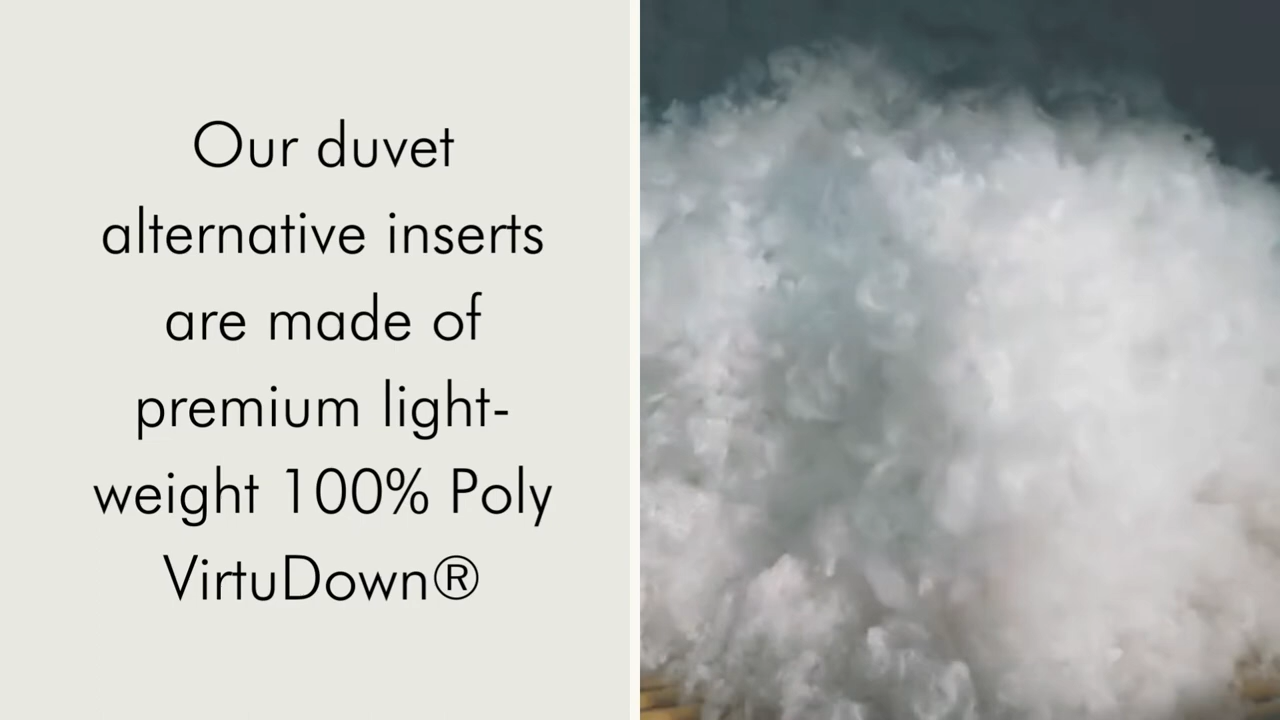 Our duvet
alternative inserts
are made of
premium light-
weight 100% Poly
VirtuDown®